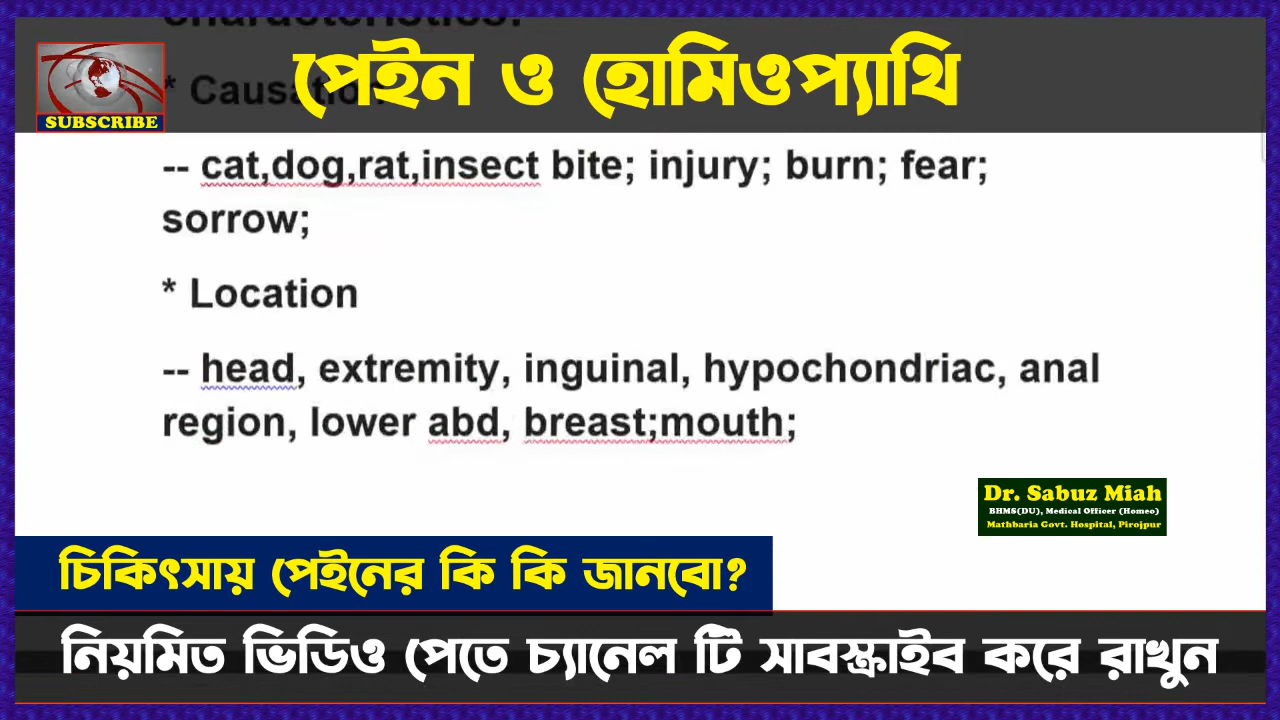 characteristics:
পেইন ও হোমিওপ্যাথি
* Causation
SUBSCRIBE
-- cat,dog,rat,insect bite; injury; burn; fear;
sorrow;
* Location
-- head, extremity, inguinal, hypochondriac, anal
region, lower abd, breast;mouth;
Dr. Sabuz Miah
BHMS(DU), Medical Officer (Homeo)
Mathbaria Govt. Hospital, Pirojpur
চিকিৎসায় পেইনের কি কি জানবো?
নিয়মিত ভিডিও পেতে চ্যানেল টি সাবস্ক্রাইব করে রাখুন